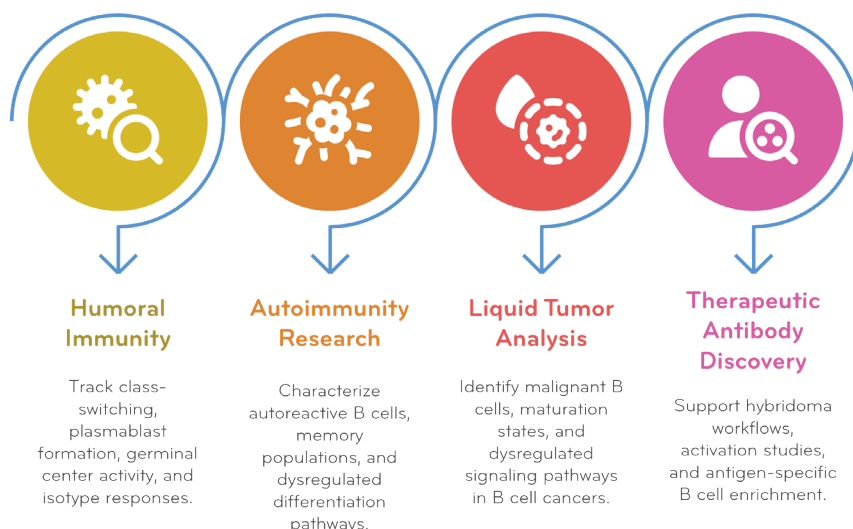 Humoral
Immunity
Track class-
switching,
plasmablast
formation, germinal
center activity, and
isotype responses.
Autoimmunity
Research
Characterize
autoreactive B cells,
memory
populations, and
dysregulated
differentiation
pathways.
Liquid Tumor
Analysis
Identify malignant B
cells, maturation
states, and
dysregulated
signaling pathways
in B cell cancers.
Therapeutic
Antibody
Discovery
Support hybridoma
workflows,
activation studies,
and antigen-specific
B cell enrichment.